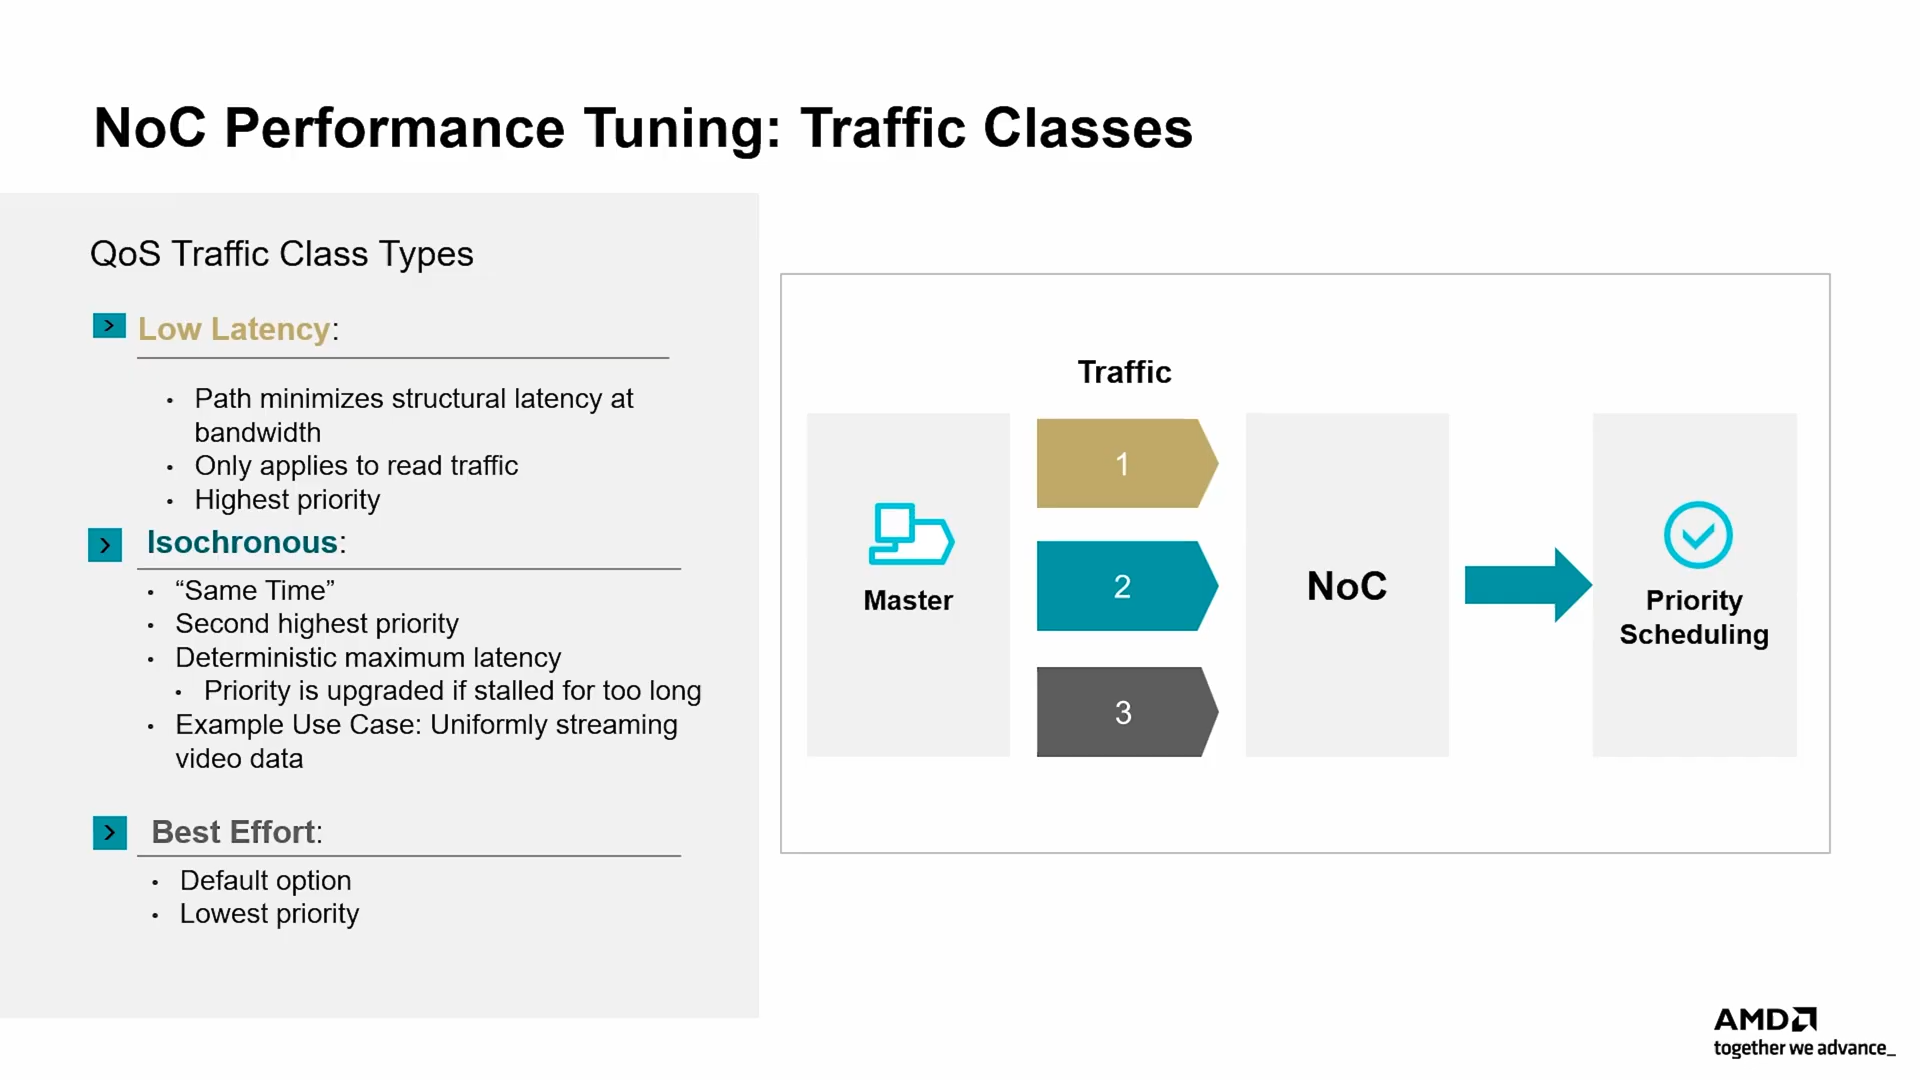 NoC Performance Tuning: Traffic Classes
QoS Traffic Class Types
Low Latency:
• Path minimizes structural latency at
bandwidth
• Only applies to read traffic
• Highest priority
Isochronous:
• “Same Time”
• Second highest priority
• Deterministic maximum latency
• Priority is upgraded if stalled for too long
• Example Use Case: Uniformly streaming
video data
Best Effort:
• Default option
• Lowest priority
Traffic
Master
1
2
3
NoC
Priority
Scheduling
AMD
together we advance_